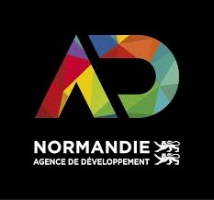 AD
NORMANDIE
AGENCE DE DÉVELOPPEMENT